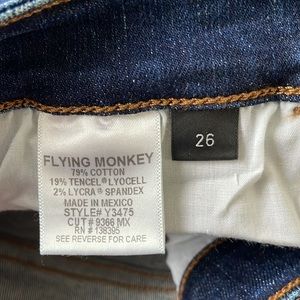 FLYING MONKEY
79% COTTON
19% TENCEL® LYOCELL
2% LYCRA® SPANDEX
MADE IN MEXICO
STYLE# Y3475
CUT# 9366 MX
RN # 138395
SEE REVERSE FOR CARE
26